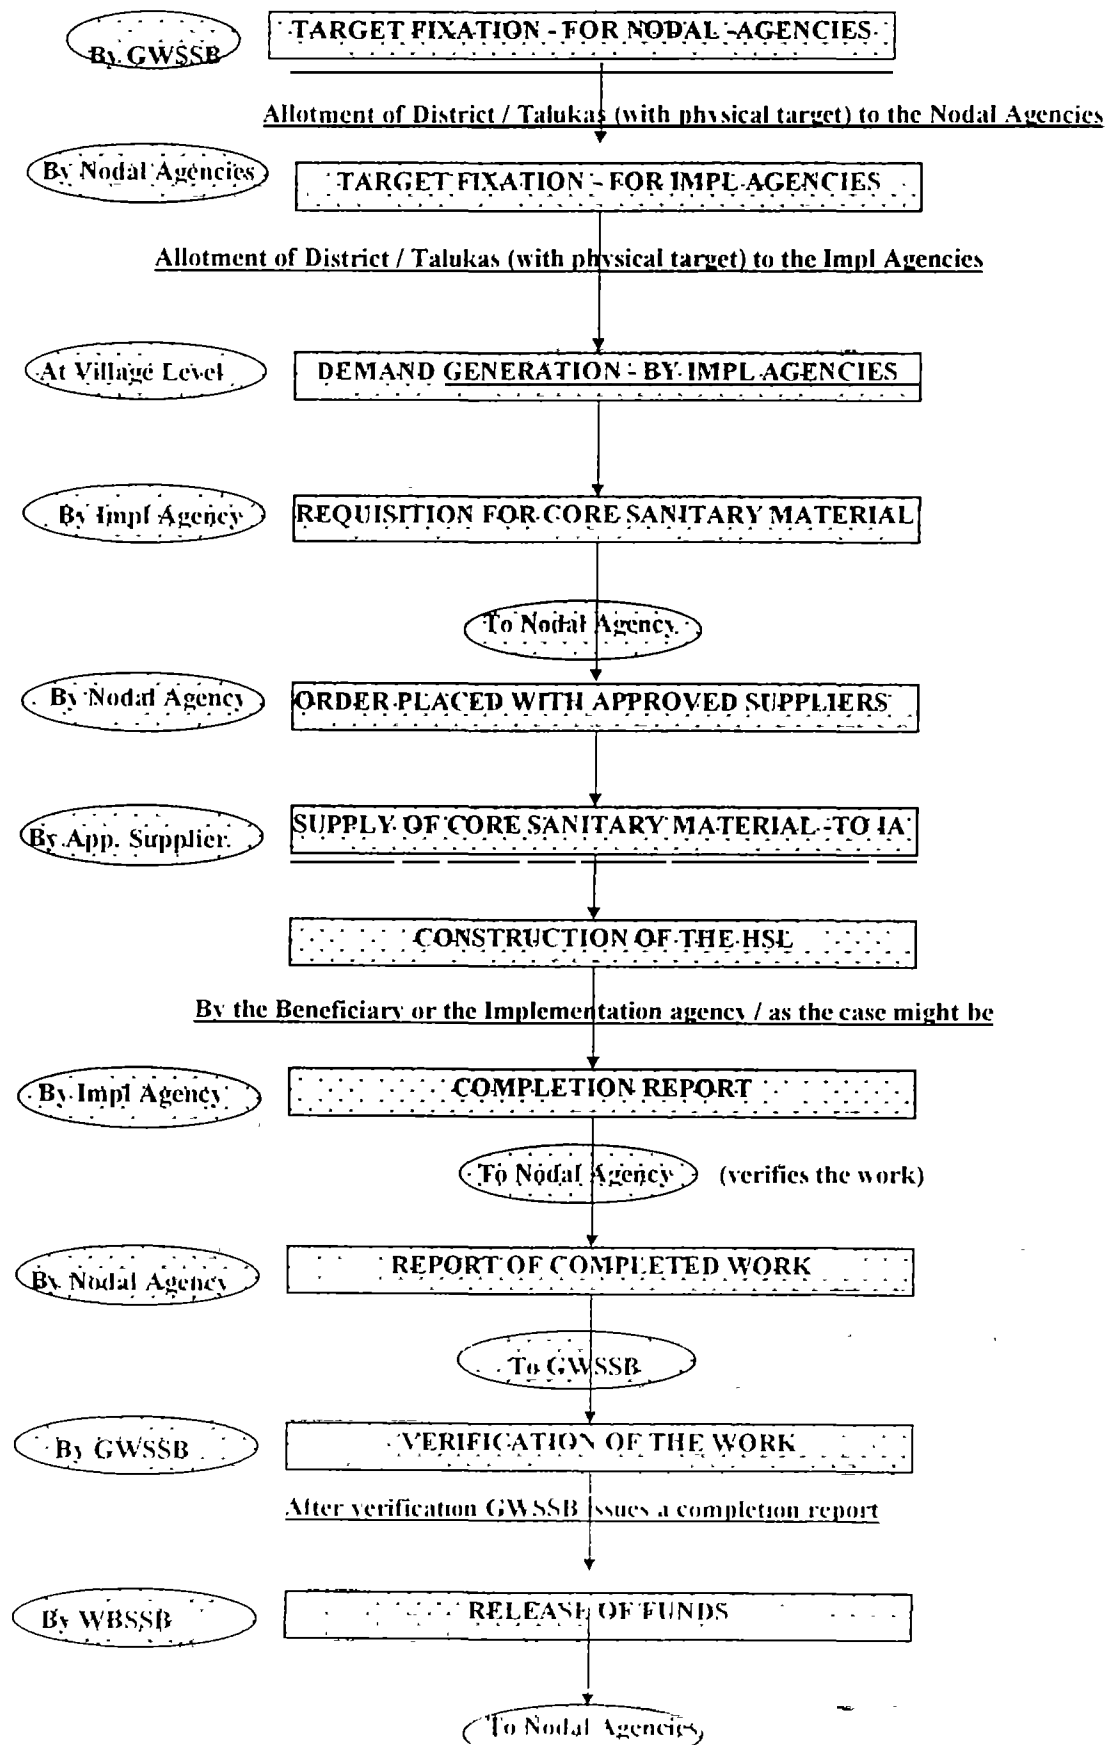 TARGET FIXATION - FOR NODAL -AGENCIES
By GWSSB
Allotment of District / Talukas (with physical target) to the Nodal Agencies
By Nodal Agencies
TARGET FIXATION - FOR IMPL AGENCIES
Allotment of District / Talukas (with physical target) to the Impl Agencies
At Village Level
DEMAND GENERATION - BY IMPL AGENCIES
By Impl Agency
REQUISITION FOR CORE SANITARY MATERIAL
To Nodal Agency
By Nodal Agency
ORDER PLACED WITH APPROVED SUPPLIERS
By App. Supplier
SUPPLY OF CORE SANITARY MATERIAL -TO IA
CONSTRUCTION OF THE HSL
By the Beneficiary or the Implementation agency / as the case might be
By Impl Agency
COMPLETION REPORT
To Nodal Agency (verifies the work)
By Nodal Agency
REPORT OF COMPLETED WORK
To GWSSB
By GWSSB
VERIFICATION OF THE WORK
After verification GWSSB issues a completion report
By WBSSB
RELEASE OF FUNDS
To Nodal Agencies